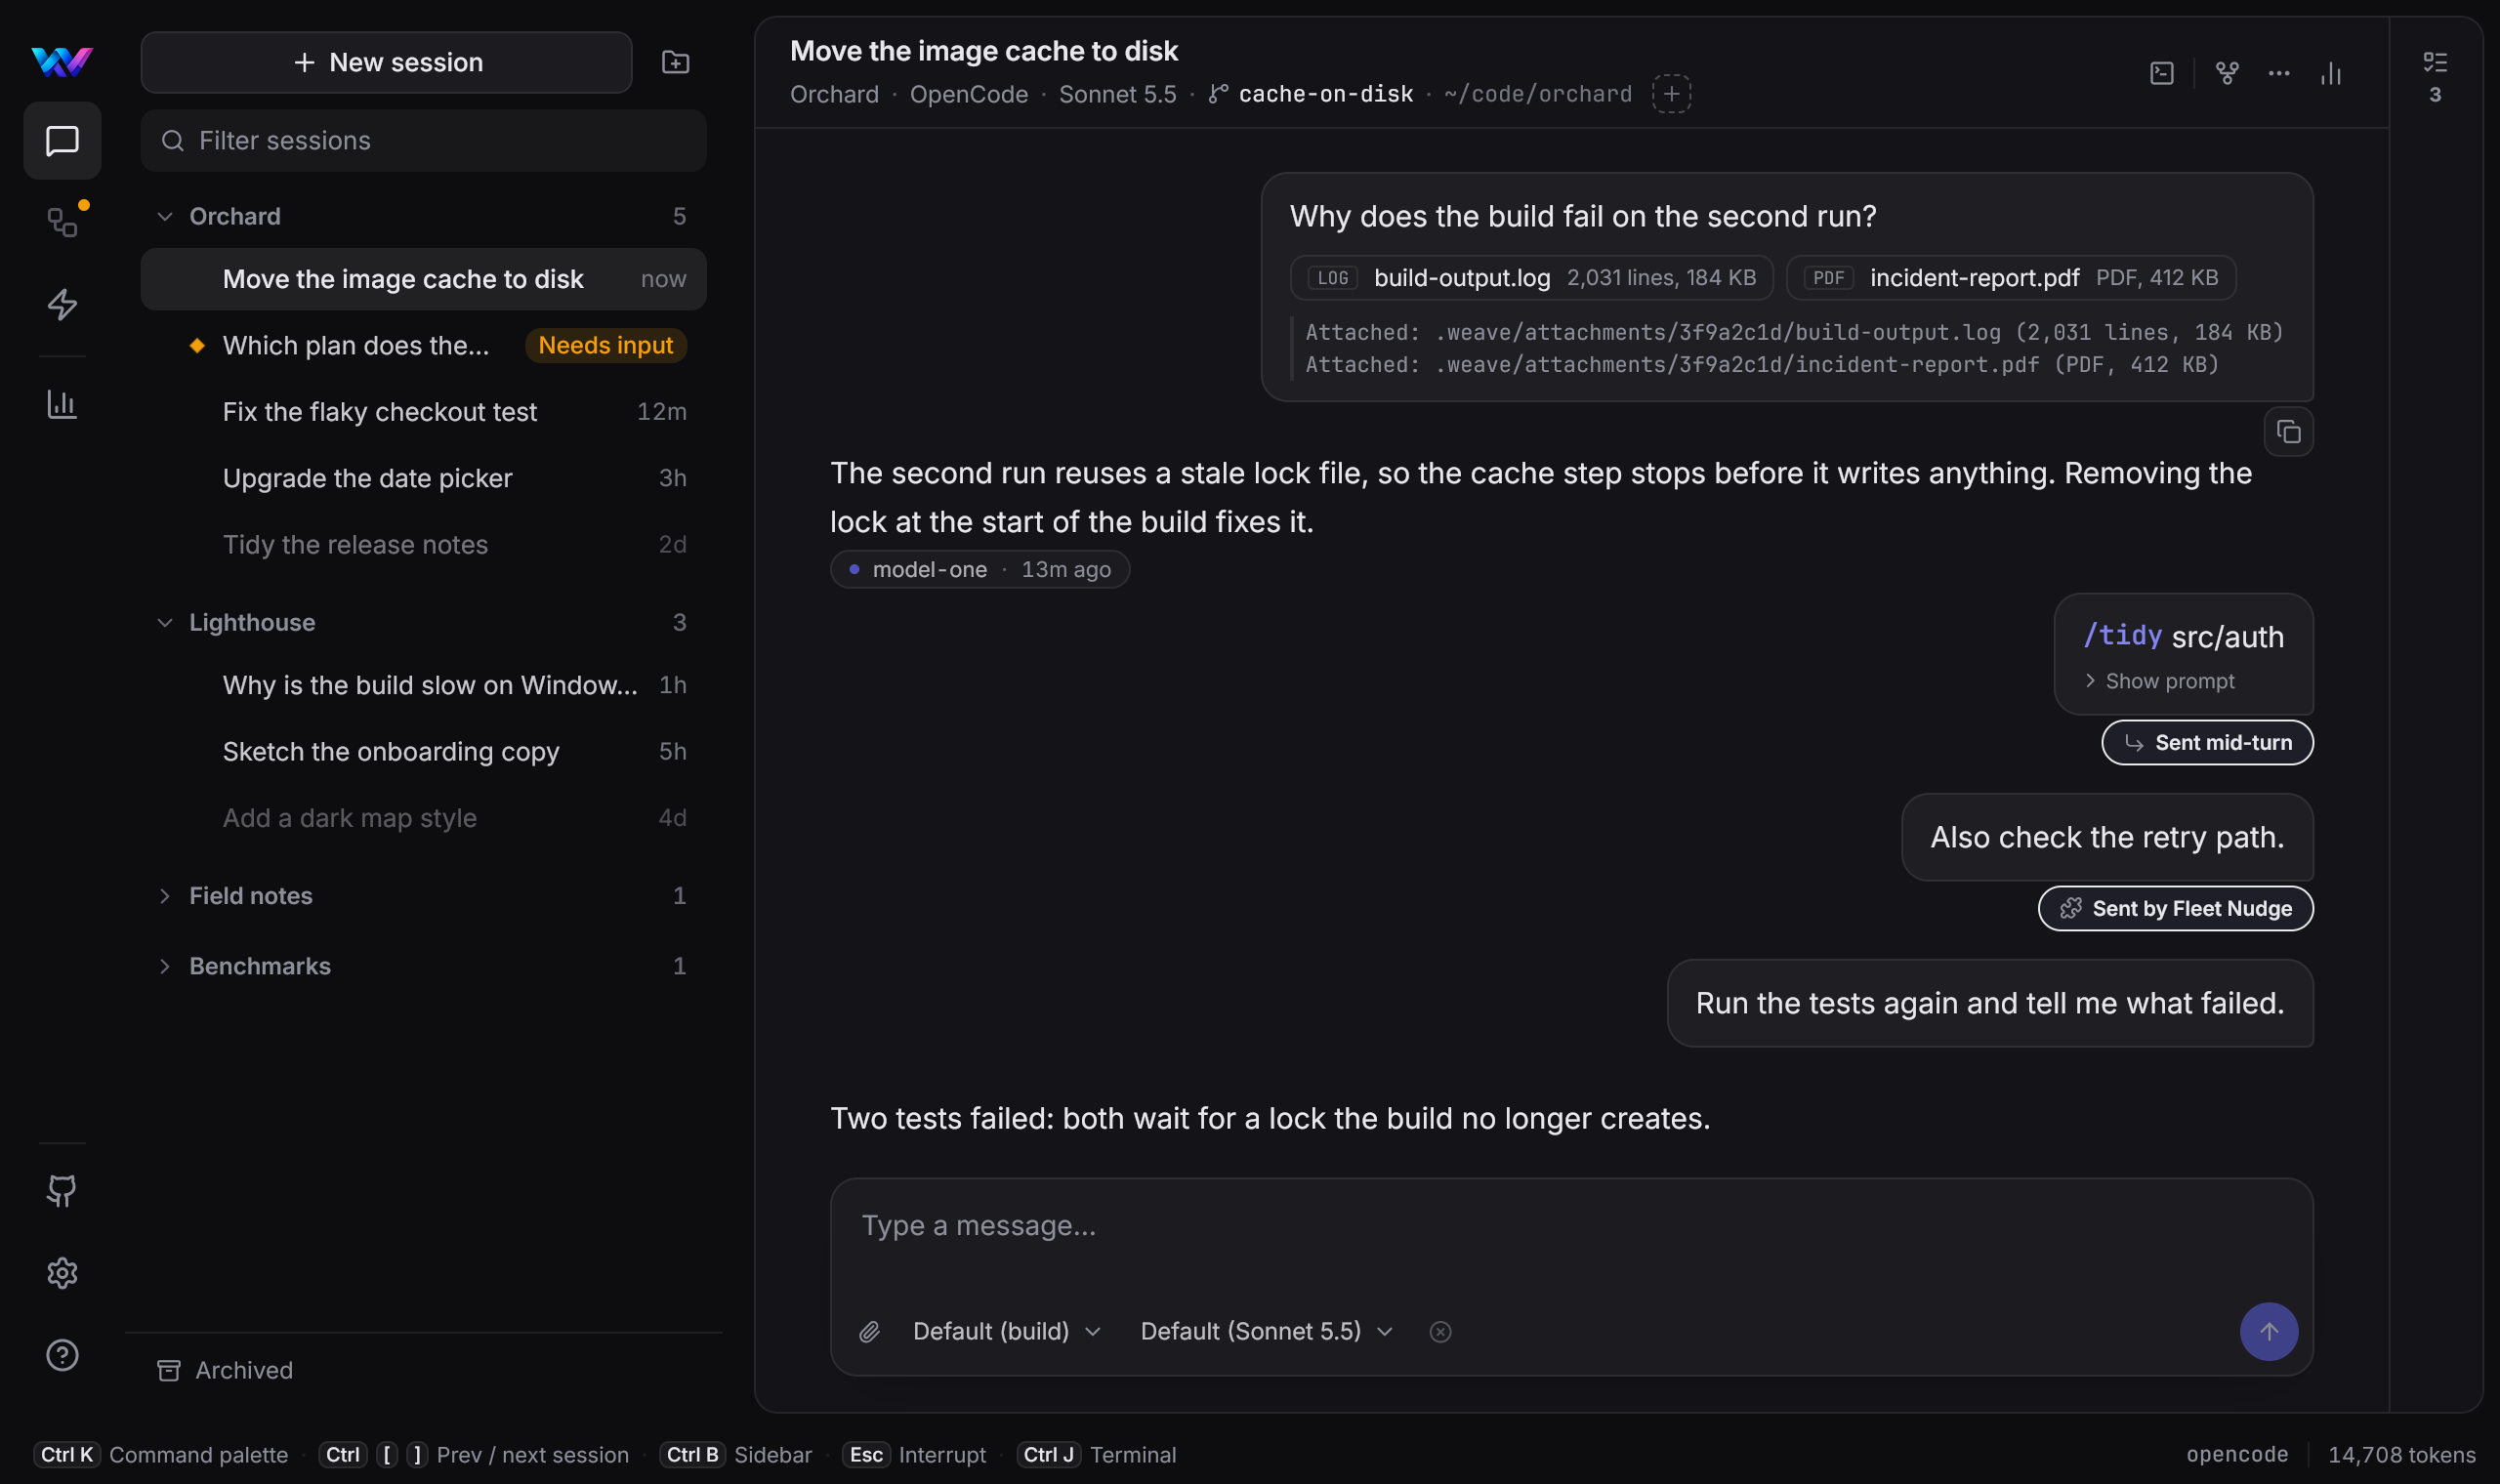 New session
Filter sessions
Orchard 5
Move the image cache to disk now
Which plan does the... Needs input
Fix the flaky checkout test 12m
Upgrade the date picker 3h
Tidy the release notes 2d
Lighthouse 3
Why is the build slow on Window... 1h
Sketch the onboarding copy 5h
Add a dark map style 4d
Field notes 1
Benchmarks 1
Archived
Move the image cache to disk
Orchard · OpenCode · Sonnet 5.5 · cache-on-disk · ~/code/orchard
3
Why does the build fail on the second run?
LOG build-output.log 2,031 lines, 184 KB PDF incident-report.pdf PDF, 412 KB
Attached: .weave/attachments/3f9a2c1d/build-output.log (2,031 lines, 184 KB)
Attached: .weave/attachments/3f9a2c1d/incident-report.pdf (PDF, 412 KB)
The second run reuses a stale lock file, so the cache step stops before it writes anything. Removing the
lock at the start of the build fixes it.
model-one · 13m ago
/tidy src/auth
Show prompt
Sent mid-turn
Also check the retry path.
Sent by Fleet Nudge
Run the tests again and tell me what failed.
Two tests failed: both wait for a lock the build no longer creates.
Type a message...
Default (build) Default (Sonnet 5.5)
Ctrl K Command palette · Ctrl [ ] Prev / next session · Ctrl B Sidebar · Esc Interrupt · Ctrl J Terminal
opencode 14,708 tokens